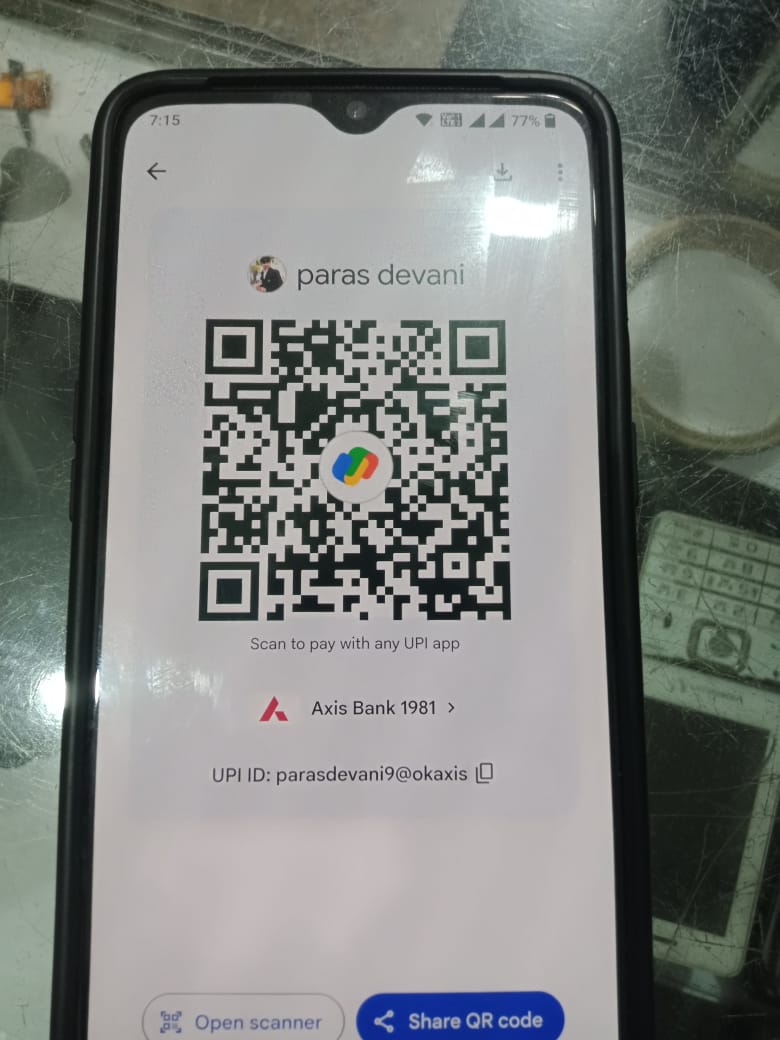 7:15
77%
paras devani
Scan to pay with any UPI app
Axis Bank 1981
UPI ID: parasdevani9@okaxis
Open scanner
Share QR code